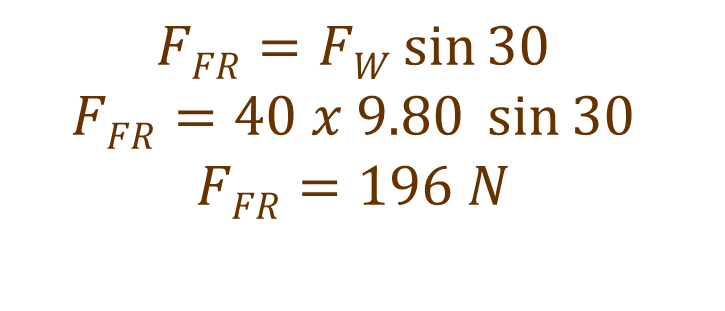 F_FR = F_W sin 30
F_FR = 40 x 9.80 sin 30
F_FR = 196 N